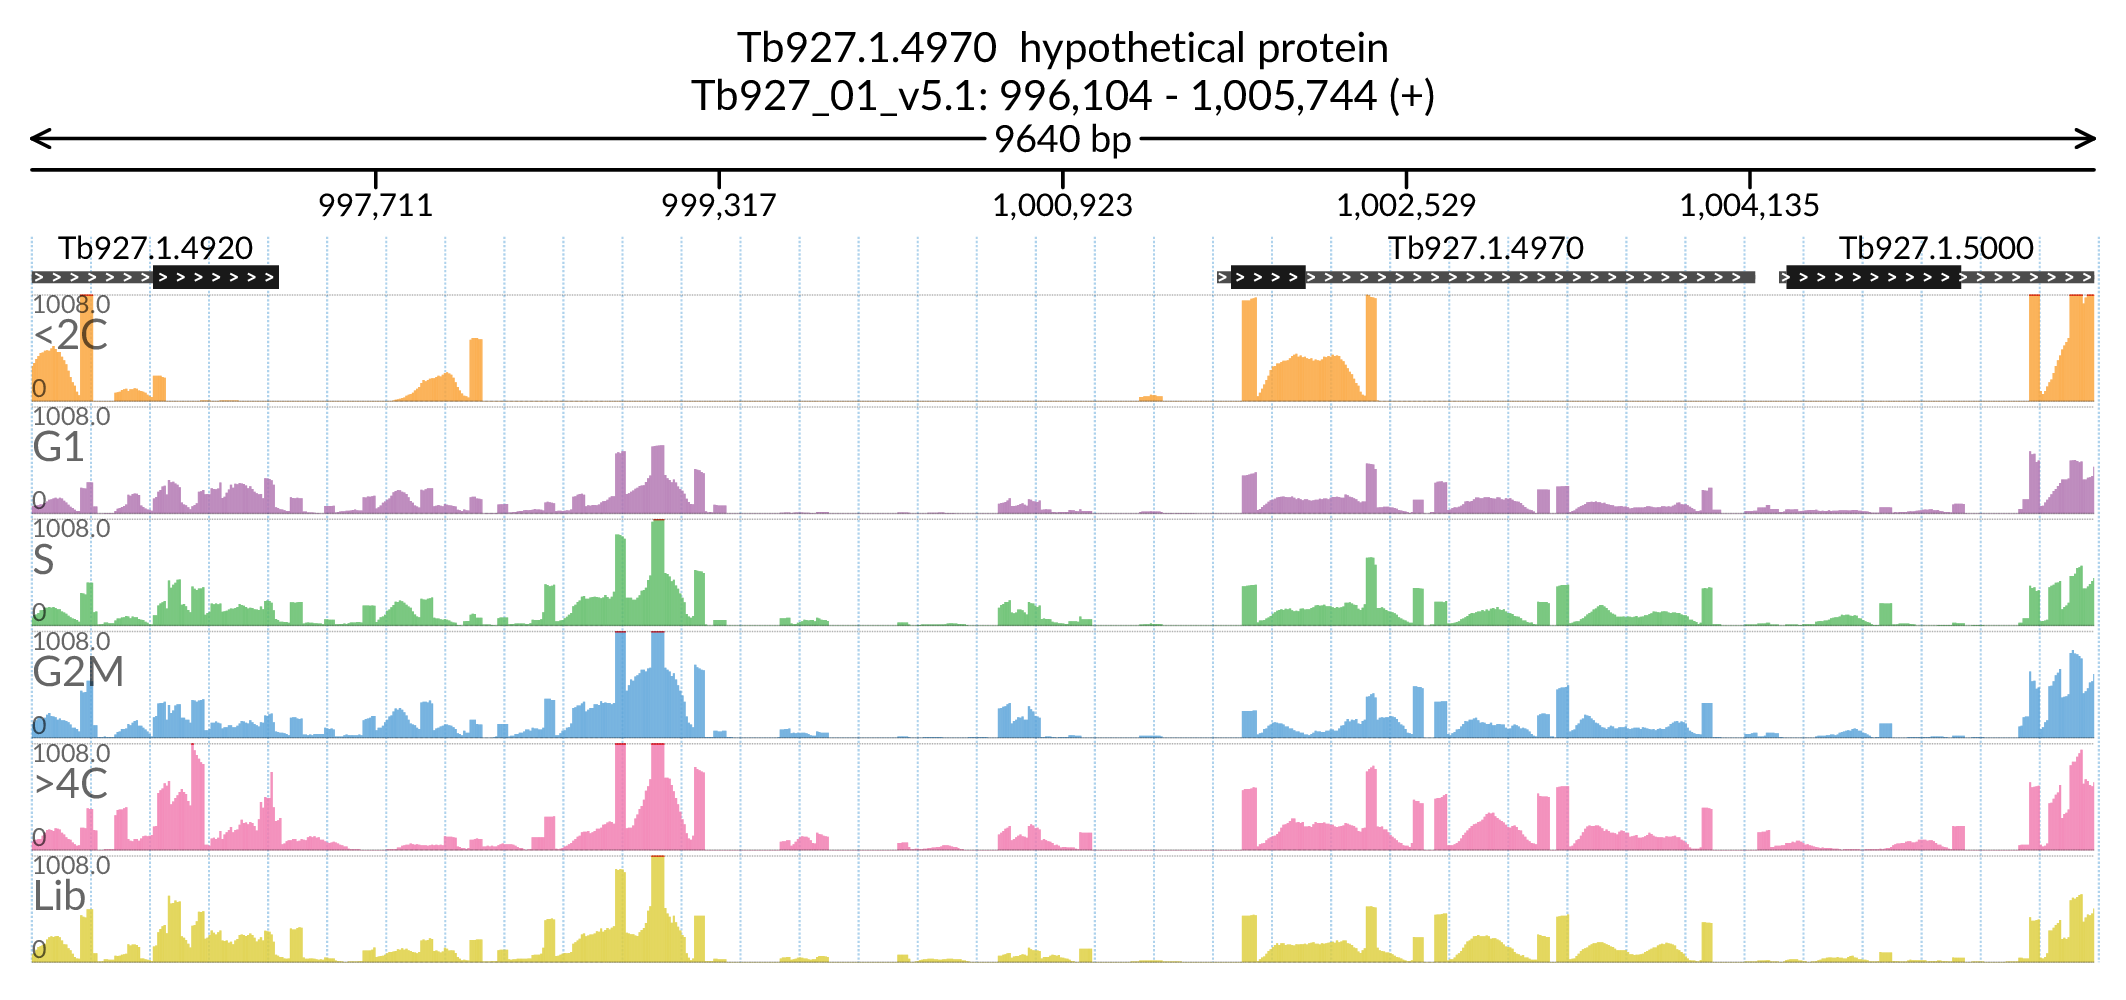 Tb927.1.4970  hypothetical protein
Tb927_01_v5.1: 996,104 - 1,005,744 (+)
9640 bp
997,711 999,317 1,000,923 1,002,529 1,004,135
Tb927.1.4920 Tb927.1.4970 Tb927.1.5000
1008.0
<2C
0
1008.0
G1
0
1008.0
S
0
1008.0
G2M
0
1008.0
>4C
0
1008.0
Lib
0